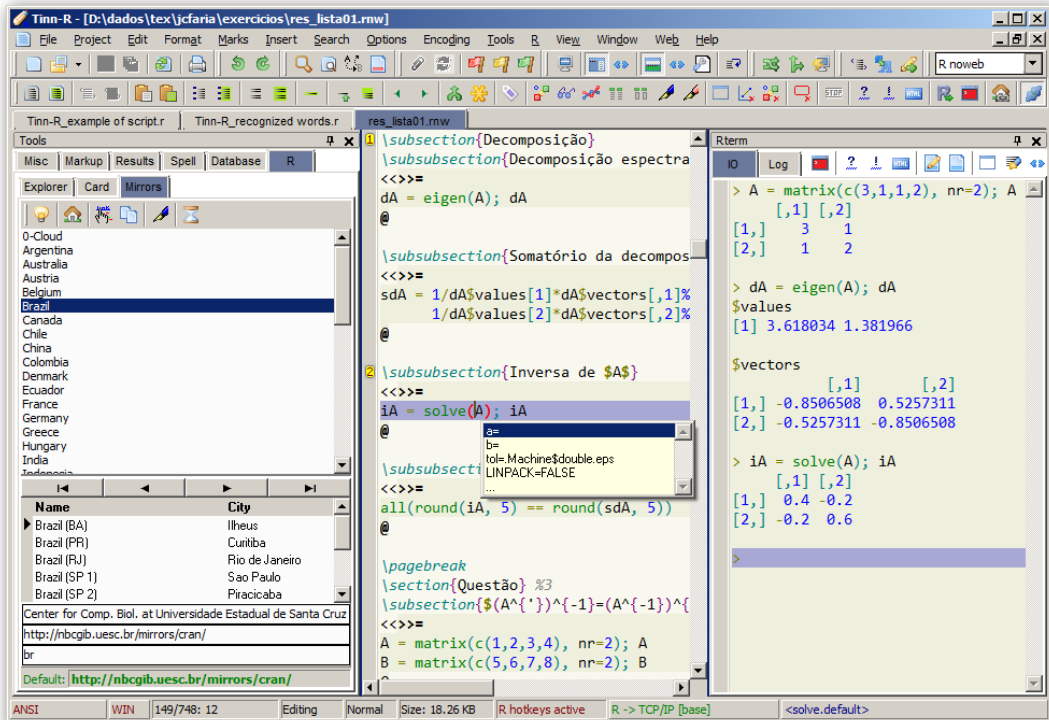 Tinn-R - [D:\dados\tex\jcfaria\exercicios\res_lista01.rnw]
File Project Edit Format Marks Insert Search Options Encoding Tools R View Window Web Help
R noweb
Tinn-R_example of script.r Tinn-R_recognized words.r res_lista01.rnw
Tools
Misc Markup Results Spell Database R
Explorer Card Mirrors
0-Cloud
Argentina
Australia
Austria
Belgium
Brazil
Canada
Chile
China
Colombia
Denmark
Ecuador
France
Germany
Greece
Hungary
India
Indonesia
Name City
Brazil (BA) Ilheus
Brazil (PR) Curitiba
Brazil (RJ) Rio de Janeiro
Brazil (SP 1) Sao Paulo
Brazil (SP 2) Piracicaba
Center for Comp. Biol. at Universidade Estadual de Santa Cruz
http://nbcgib.uesc.br/mirrors/cran/
br
Default: http://nbcgib.uesc.br/mirrors/cran/
1 \subsection{Decomposição}
\subsubsection{Decomposição espectra
<<>>=
dA = eigen(A); dA
@
\subsubsection{Somatório da decompos
<<>>=
sdA = 1/dA$values[1]*dA$vectors[,1]%
1/dA$values[2]*dA$vectors[,2]%
@
2 \subsubsection{Inversa de $A$}
<<>>=
iA = solve(A); iA
@
a=
b=
tol=.Machine$double.eps
LINPACK=FALSE
...
\subsubsecti
<<>>=
all(round(iA, 5) == round(sdA, 5))
@
\pagebreak
\section{Questão} %3
\subsection{$(A^{'})^{-1}=(A^{-1})^{
<<>>=
A = matrix(c(1,2,3,4), nr=2); A
B = matrix(c(5,6,7,8), nr=2); B
Rterm
IO Log
> A = matrix(c(3,1,1,2), nr=2); A
[,1] [,2]
[1,] 3 1
[2,] 1 2
> dA = eigen(A); dA
$values
[1] 3.618034 1.381966
$vectors
[,1] [,2]
[1,] -0.8506508 0.5257311
[2,] -0.5257311 -0.8506508
> iA = solve(A); iA
[,1] [,2]
[1,] 0.4 -0.2
[2,] -0.2 0.6
>
ANSI WIN 149/748: 12 Editing Normal Size: 18.26 KB R hotkeys active R -> TCP/IP [base] <solve.default>